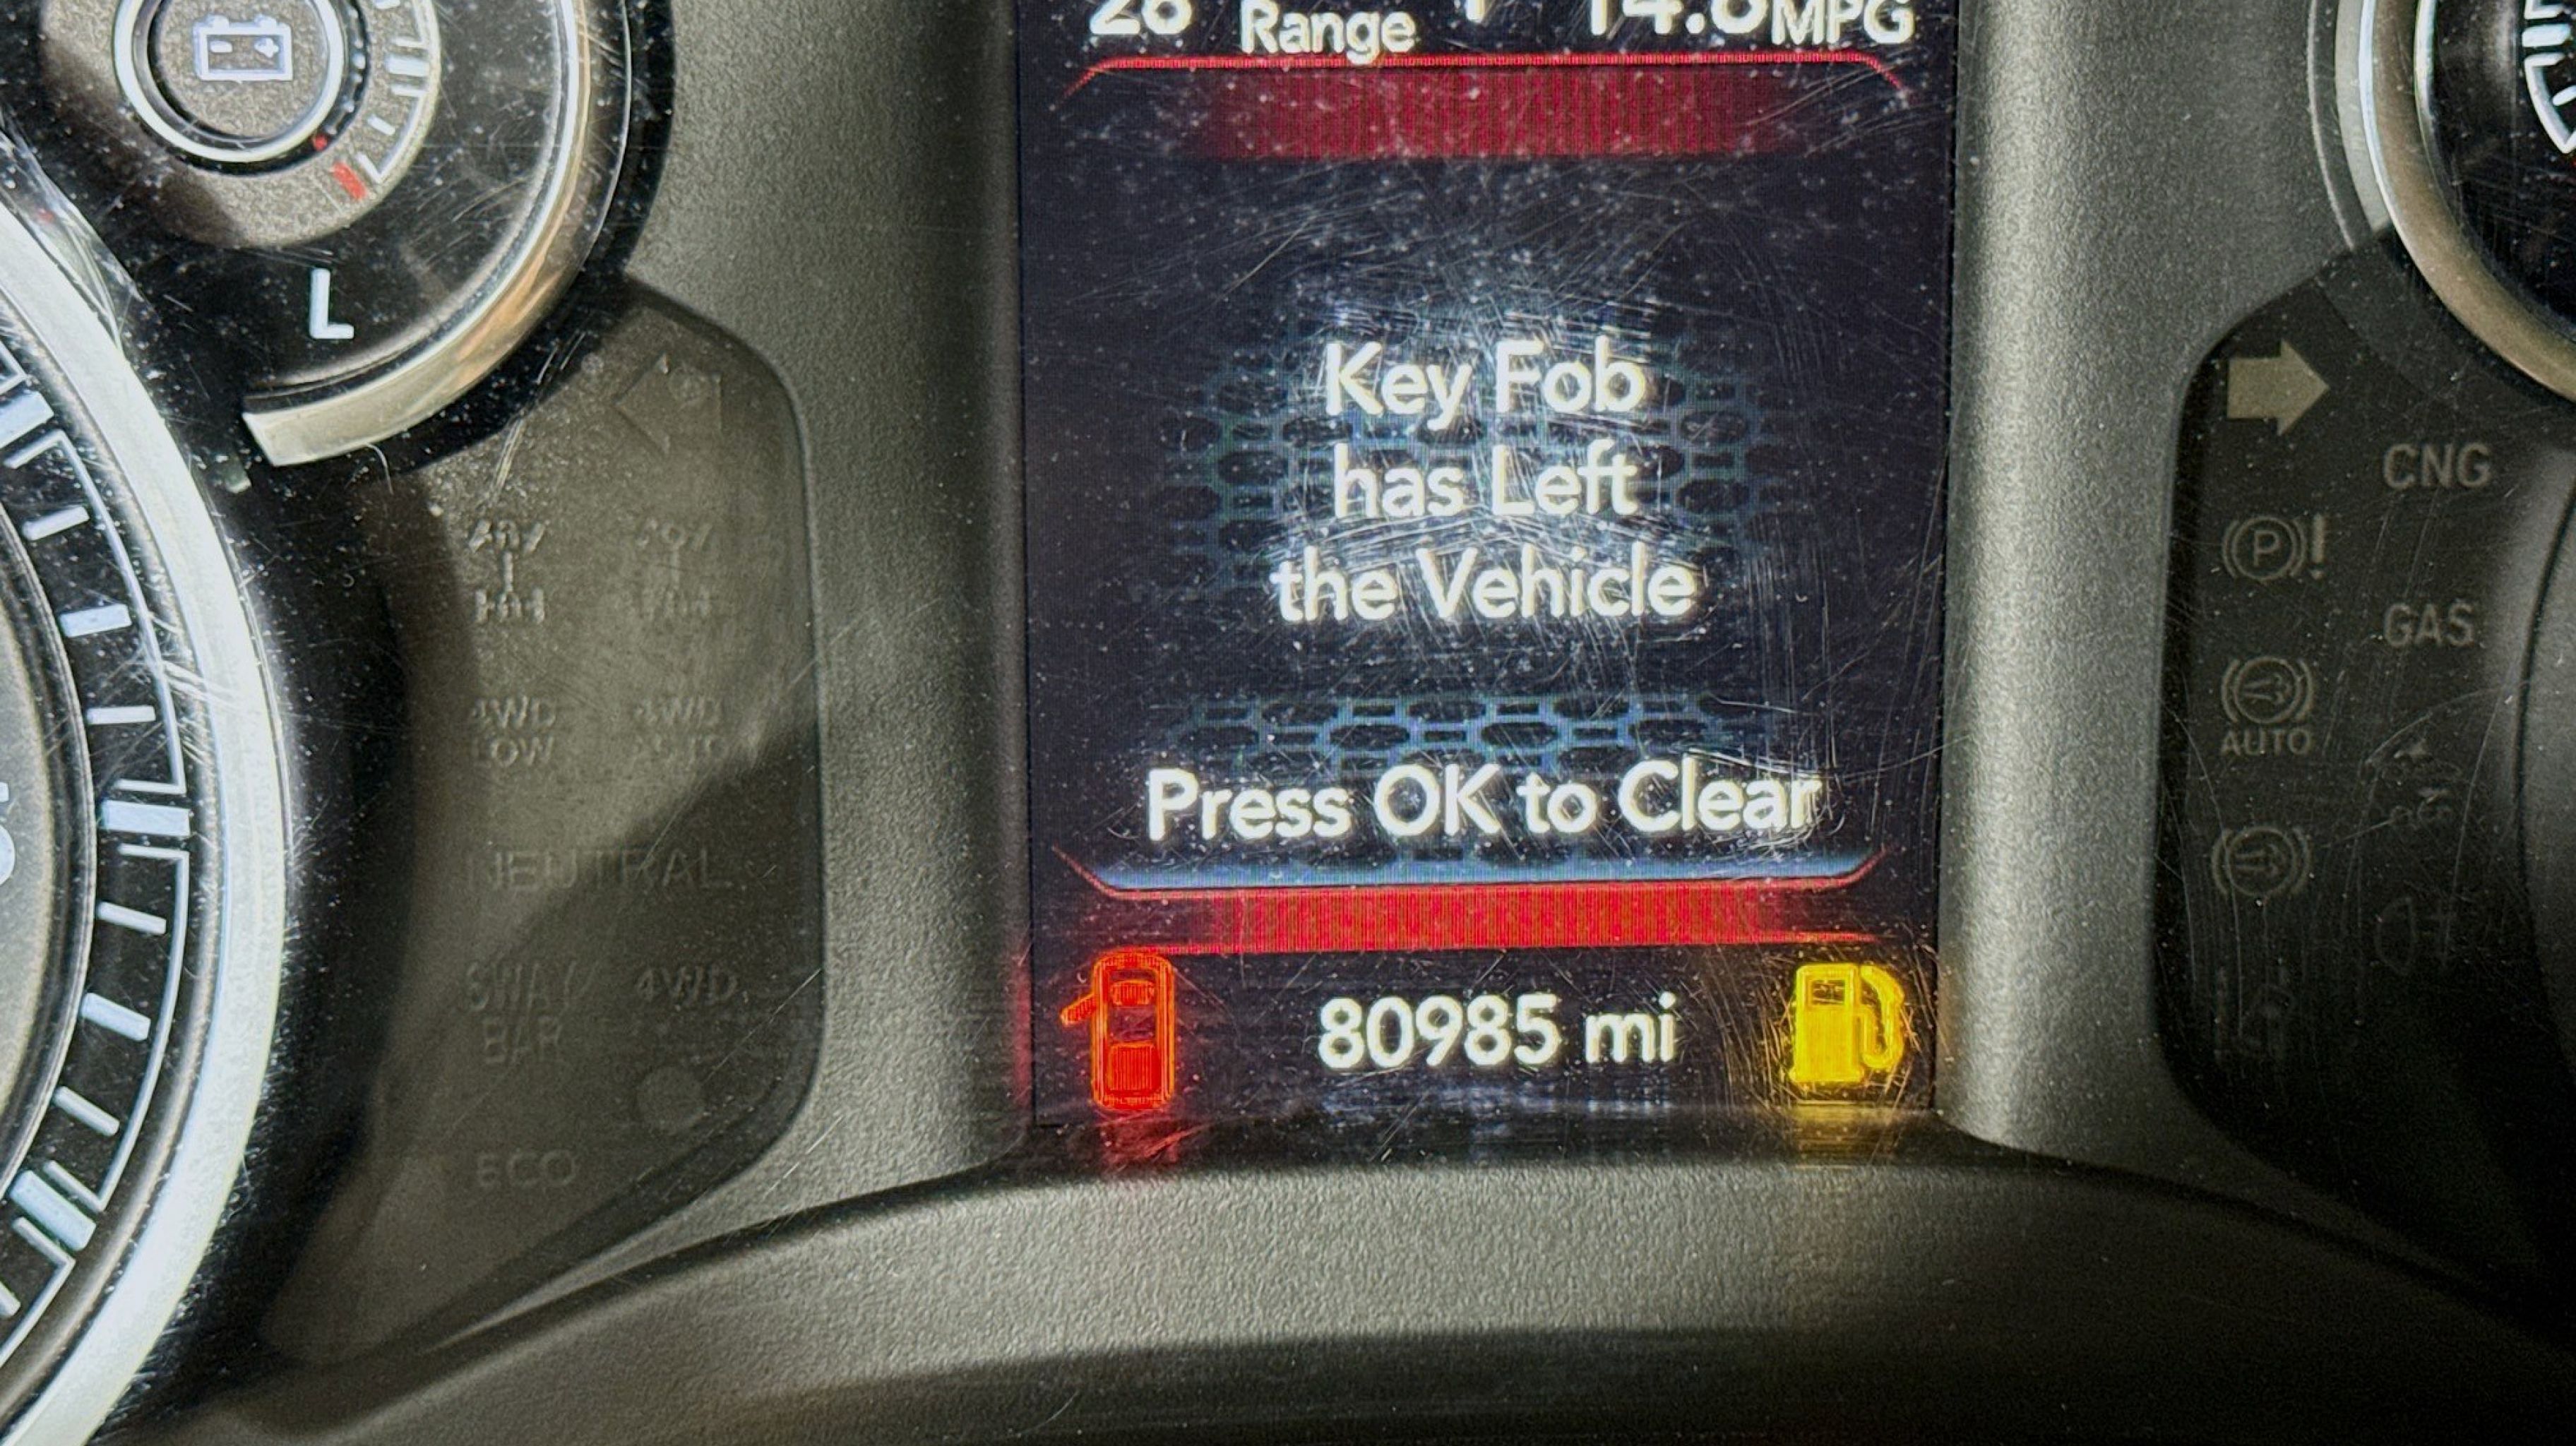 Range
MPG
L
Key Fob
has Left
the Vehicle
Press OK to Clear
80985 mi
CNG
P !
GAS
AUTO
4WD
LOW
4WD
AUTO
NEUTRAL
SWAY
BAR
4WD
ECO